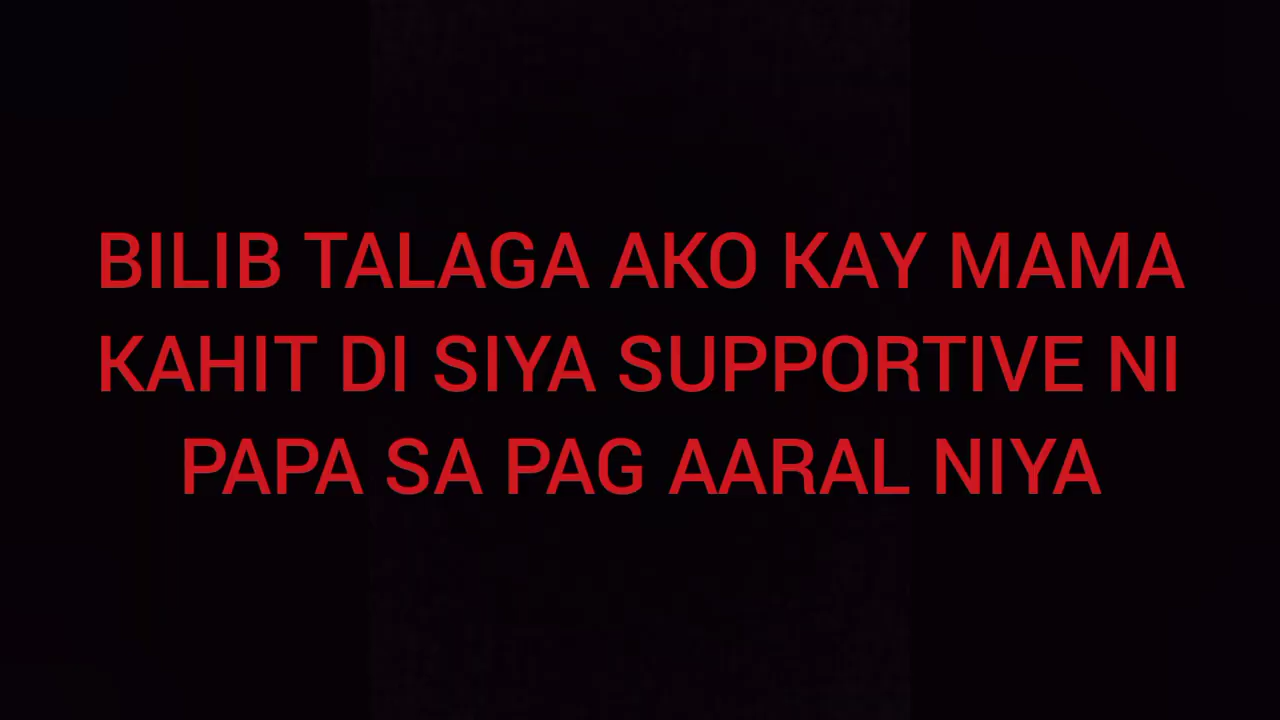 BILIB TALAGA AKO KAY MAMA
KAHIT DI SIYA SUPPORTIVE NI
PAPA SA PAG AARAL NIYA